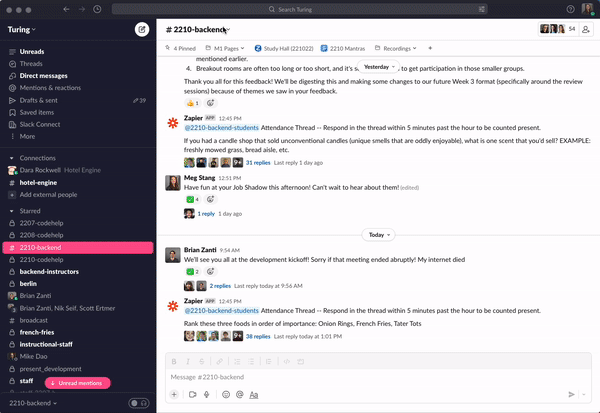 Search Turing
Turing
Unreads
Threads
Direct messages
Mentions & reactions
Drafts & sent
39
Saved items
Slack Connect
More
Connections
Dara Rockwell Hotel Engine
hotel-engine
Add external people
Starred
2207-codehelp
2208-codehelp
2210-backend
2210-codehelp
backend-instructors
berlin
Brian Zanti
Brian Zanti, Nik Seif, Scott Ertmer
broadcast
french-fries
instructional-staff
Mike Dao
present_development
staff
Unread mentions
2210-backend
# 2210-backend
54
4 Pinned
M1 Pages
Study Hall (221022)
2210 Mantras
Recordings
+
mentioned earlier.
Yesterday
4. Breakout rooms are often too long or too short, and it's to get participation in those smaller groups.
Thank you all for this feedback! We'll be digesting this and making some changes to our future Week 3 format (specifically around the
review sessions) because of themes we saw in your feedback.
1
Zapier APP 12:45 PM
@2210-backend-students Attendance Thread -- Respond in the thread within 5 minutes past the hour to be counted present.
If you had a candle shop that sold unconventional candles (unique smells that are oddly enjoyable), what is one scent that you'd sell? EXAMPLE:
freshly mowed grass, bread aisle, etc.
9+ 31 replies Last reply 1 day ago
Meg Stang 12:51 PM
Have fun at your Job Shadow this afternoon! Can't wait to hear about them! (edited)
4
1 reply 1 day ago
Today
Brian Zanti 9:54 AM
We'll see you all at the development kickoff! Sorry if that meeting ended abruptly! My internet died
2
2 replies Last reply today at 9:56 AM
Zapier APP 12:45 PM
@2210-backend-students Attendance Thread -- Respond in the thread within 5 minutes past the hour to be counted present.
Rank these three foods in order of importance: Onion Rings, French Fries, Tater Tots
9+ 38 replies Last reply today at 1:01 PM
B I S
Message #2210-backend
Aa